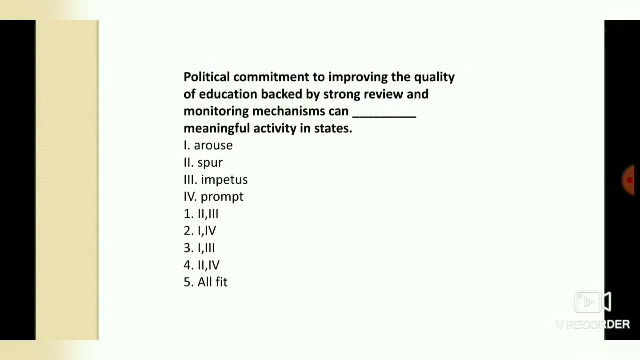 Political commitment to improving the quality
of education backed by strong review and
monitoring mechanisms can _________
meaningful activity in states.
I. arouse
II. spur
III. impetus
IV. prompt
1. II,III
2. I,IV
3. I,III
4. II,IV
5. All fit
V RECORDER